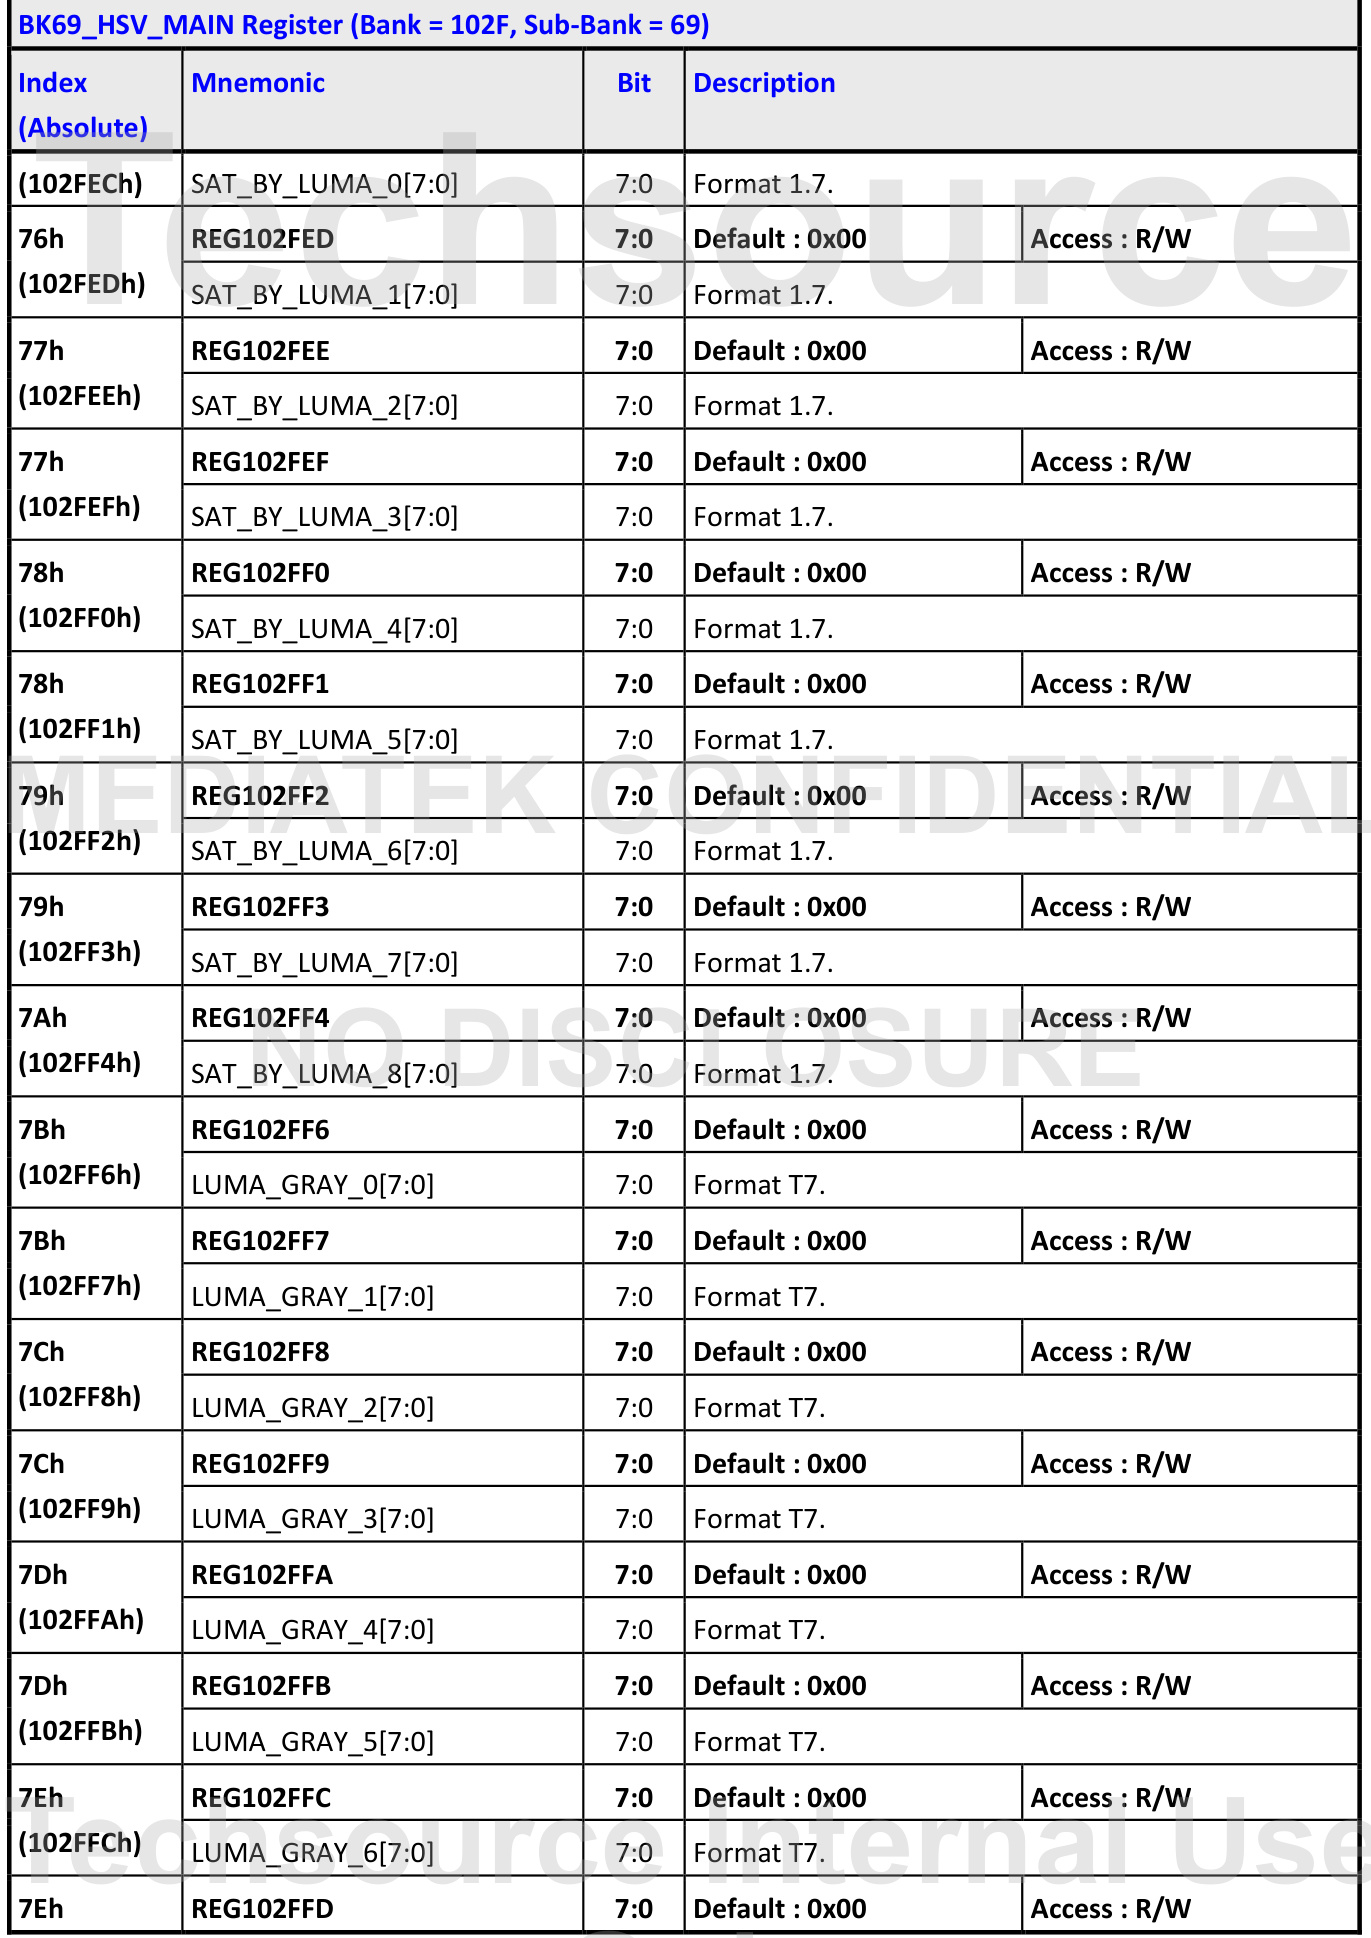 BK69_HSV_MAIN Register (Bank = 102F, Sub-Bank = 69)
Index (Absolute) Mnemonic Bit Description
(102FECh) SAT_BY_LUMA_0[7:0] 7:0 Format 1.7.
76h REG102FED 7:0 Default : 0x00 Access : R/W
(102FEDh) SAT_BY_LUMA_1[7:0] 7:0 Format 1.7.
77h REG102FEE 7:0 Default : 0x00 Access : R/W
(102FEEh) SAT_BY_LUMA_2[7:0] 7:0 Format 1.7.
77h REG102FEF 7:0 Default : 0x00 Access : R/W
(102FEFh) SAT_BY_LUMA_3[7:0] 7:0 Format 1.7.
78h REG102FF0 7:0 Default : 0x00 Access : R/W
(102FF0h) SAT_BY_LUMA_4[7:0] 7:0 Format 1.7.
78h REG102FF1 7:0 Default : 0x00 Access : R/W
(102FF1h) SAT_BY_LUMA_5[7:0] 7:0 Format 1.7.
79h REG102FF2 7:0 Default : 0x00 Access : R/W
(102FF2h) SAT_BY_LUMA_6[7:0] 7:0 Format 1.7.
79h REG102FF3 7:0 Default : 0x00 Access : R/W
(102FF3h) SAT_BY_LUMA_7[7:0] 7:0 Format 1.7.
7Ah REG102FF4 7:0 Default : 0x00 Access : R/W
(102FF4h) SAT_BY_LUMA_8[7:0] 7:0 Format 1.7.
7Bh REG102FF6 7:0 Default : 0x00 Access : R/W
(102FF6h) LUMA_GRAY_0[7:0] 7:0 Format T7.
7Bh REG102FF7 7:0 Default : 0x00 Access : R/W
(102FF7h) LUMA_GRAY_1[7:0] 7:0 Format T7.
7Ch REG102FF8 7:0 Default : 0x00 Access : R/W
(102FF8h) LUMA_GRAY_2[7:0] 7:0 Format T7.
7Ch REG102FF9 7:0 Default : 0x00 Access : R/W
(102FF9h) LUMA_GRAY_3[7:0] 7:0 Format T7.
7Dh REG102FFA 7:0 Default : 0x00 Access : R/W
(102FFAh) LUMA_GRAY_4[7:0] 7:0 Format T7.
7Dh REG102FFB 7:0 Default : 0x00 Access : R/W
(102FFBh) LUMA_GRAY_5[7:0] 7:0 Format T7.
7Eh REG102FFC 7:0 Default : 0x00 Access : R/W
(102FFCh) LUMA_GRAY_6[7:0] 7:0 Format T7.
7Eh REG102FFD 7:0 Default : 0x00 Access : R/W
Techsource
MEDIATEK CONFIDENTIAL
NO DISCLOSURE
Techsource Internal Use